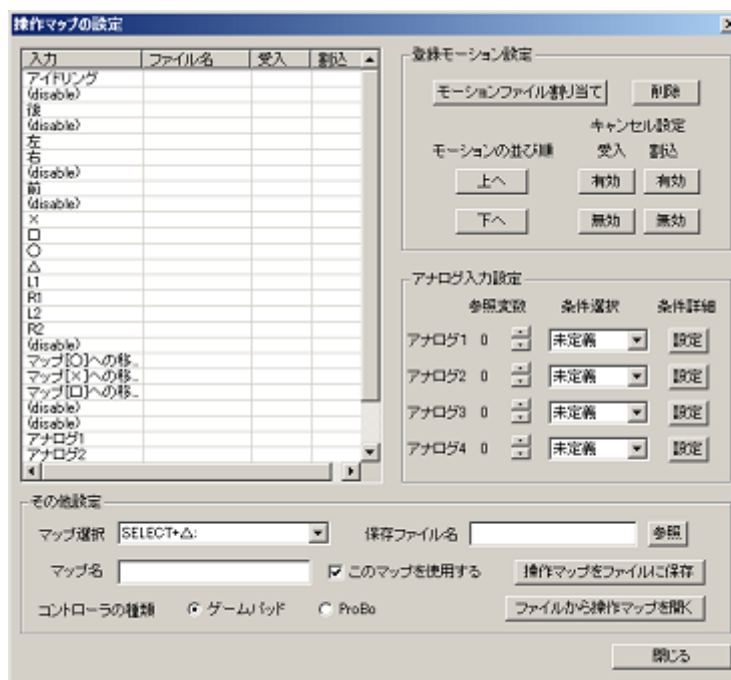 操作マップの設定
入力 ファイル名 受入 割込
アイドリング
(disable)
後
(disable)
左
右
(disable)
前
(disable)
×
□
○
△
L1
R1
L2
R2
(disable)
マップ[○]への移..
マップ[×]への移..
マップ[□]への移..
(disable)
(disable)
アナログ1
アナログ2
登録モーション設定
モーションファイル割り当て 削除
キャンセル設定
モーションの並び順 受入 割込
上へ 有効 有効
下へ 無効 無効
アナログ入力設定
参照変数 条件選択 条件詳細
アナログ1 0 未定義 設定
アナログ2 0 未定義 設定
アナログ3 0 未定義 設定
アナログ4 0 未定義 設定
その他設定
マップ選択 SELECT+△: 保存ファイル名 参照
マップ名 このマップを使用する 操作マップをファイルに保存
コントローラの種類 ゲームパッド ProBo ファイルから操作マップを開く
閉じる